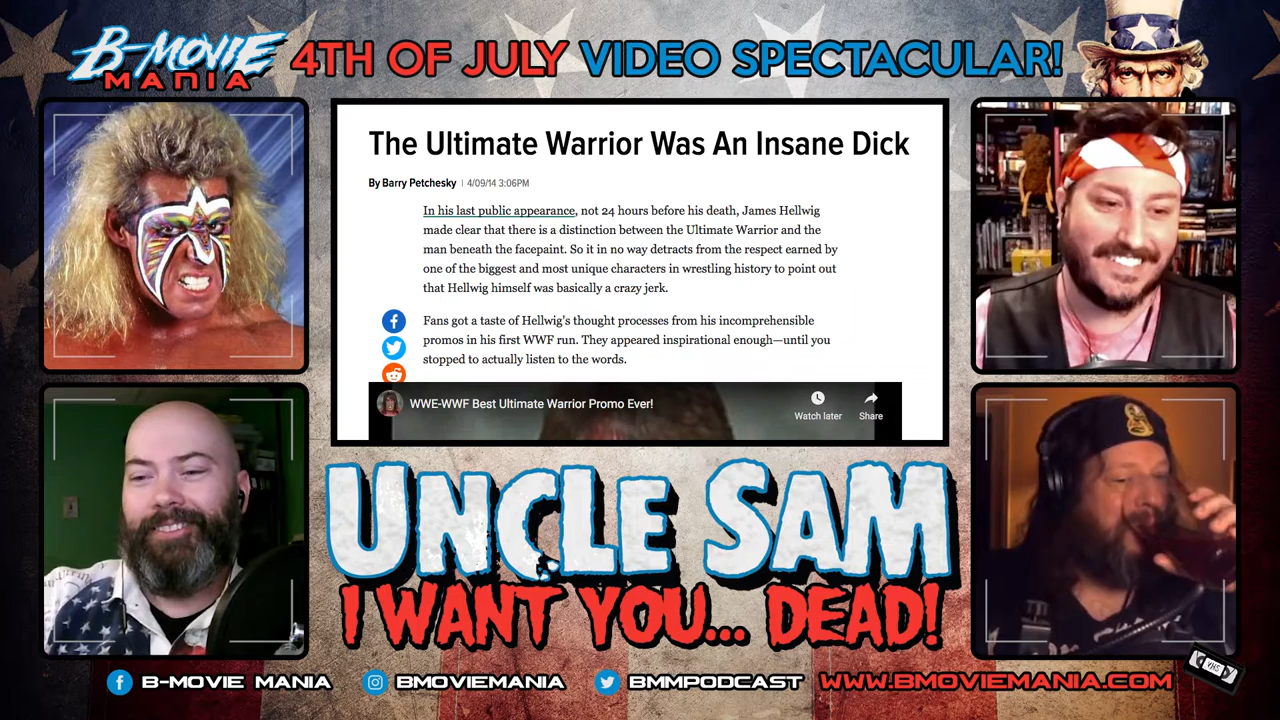 B-MOVIE
MANIA
4TH OF JULY VIDEO SPECTACULAR!
The Ultimate Warrior Was An Insane Dick
By Barry Petchesky | 4/09/14 3:06PM
In his last public appearance, not 24 hours before his death, James Hellwig
made clear that there is a distinction between the Ultimate Warrior and the
man beneath the facepaint. So it in no way detracts from the respect earned by
one of the biggest and most unique characters in wrestling history to point out
that Hellwig himself was basically a crazy jerk.
Fans got a taste of Hellwig's thought processes from his incomprehensible
promos in his first WWF run. They appeared inspirational enough—until you
stopped to actually listen to the words.
WWE-WWF Best Ultimate Warrior Promo Ever!
Watch later
Share
UNCLE SAM
I WANT YOU... DEAD!
B-MOVIE MANIA
BMOVIEMANIA
BMMPODCAST
WWW.BMOVIEMANIA.COM
VHS